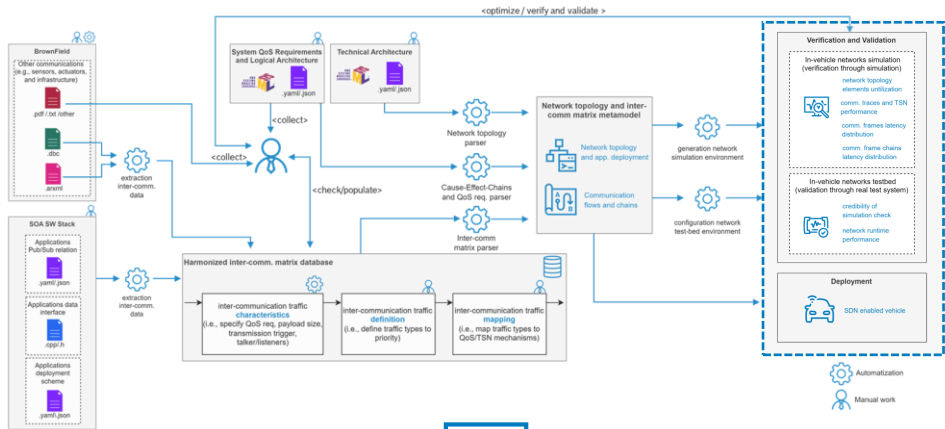 <optimize / verify and validate >
BrownField
Other communications
(e.g., sensors, actuators,
and infrastructure)
.pdf /.txt /other
.dbc
.arxml
extraction
inter-comm.
data
SOA SW Stack
Applications
Pub/Sub relation
.yaml/.json
Applications data
interface
.cpp/.h
Applications
deployment
scheme
.yaml/.json
extraction
inter-comm.
data
System QoS Requirements
and Logical Architecture
.yaml/.json
Technical Architecture
.yaml/.json
<collect>
<collect>
<check/populate>
Network topology
parser
Cause-Effect-Chains
and QoS req. parser
Inter-comm
matrix parser
Harmonized inter-comm. matrix database
inter-communication traffic
characteristics
(i.e., specify QoS req, payload size,
transmission trigger,
talker/listeners)
inter-communication traffic
definition
(i.e., define traffic types to
priority)
inter-communication traffic
mapping
(i.e., map traffic types to
QoS/TSN mechanisms)
Network topology and inter-
comm matrix metamodel
Network topology
and app. deployment
Communication
flows and chains
generation network
simulation environment
configuration network
test-bed environment
Verification and Validation
In-vehicle networks simulation
(verification through simulation)
network topology
elements untilization
comm. traces and TSN
performance
comm. frames latency
distribution
comm. frame chains
latency distribution
In-vehicle networks testbed
(validation through real test system)
credibility of
simulation check
network runtime
performance
Deployment
SDN enabled vehicle
Automatization
Manual work